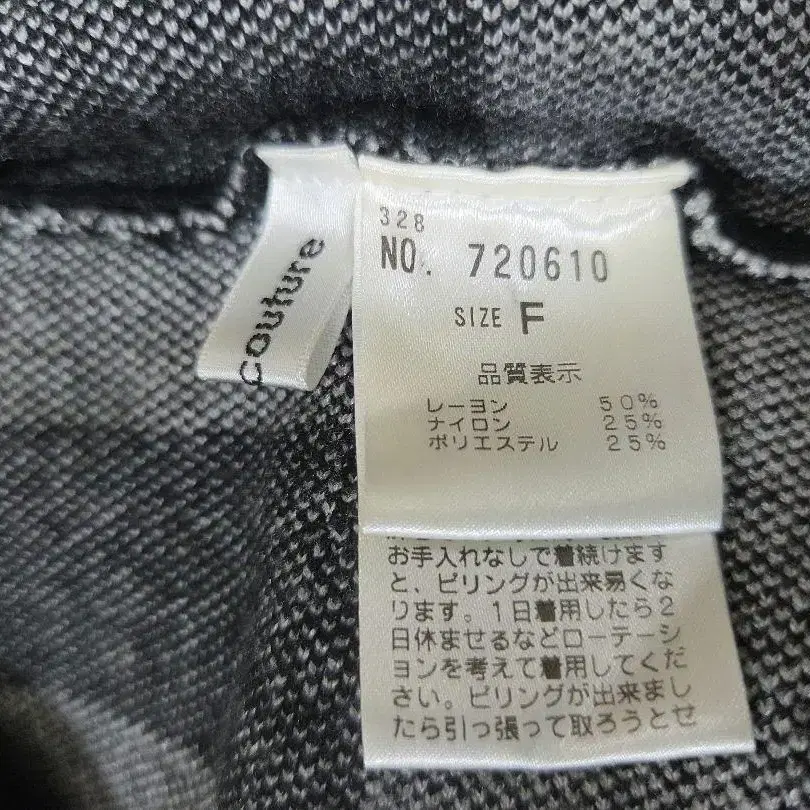 couture
328
NO. 720610
SIZE F
品質表示
レーヨン 50%
ナイロン 25%
ポリエステル 25%
お手入れなしで着続けます
と、ピリングが出来易くな
ります。1日着用したら2
日休ませるなどローテーシ
ョンを考えて着用してくだ
さい。ピリングが出来まし
たら引っ張って取ろうとせ